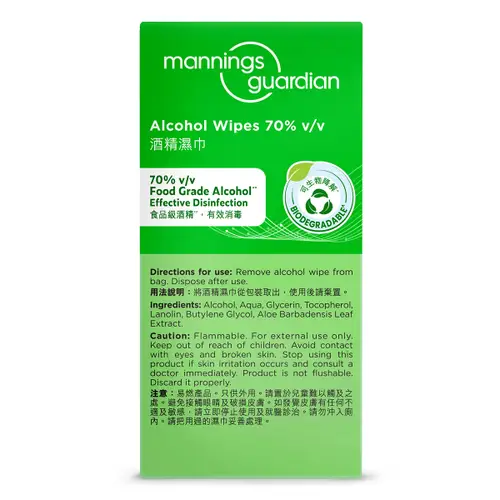 mannings
guardian
Alcohol Wipes 70% v/v
酒精濕巾
70% v/v
Food Grade Alcohol^^
Effective Disinfection
食品級酒精^^，有效消毒
可生物降解*
BIODEGRADABLE*
Directions for use: Remove alcohol wipe from
bag. Dispose after use.
用法說明：將酒精濕巾從包裝取出，使用後請棄置。
Ingredients: Alcohol, Aqua, Glycerin, Tocopherol,
Lanolin, Butylene Glycol, Aloe Barbadensis Leaf
Extract.
Caution: Flammable. For external use only.
Keep out of reach of children. Avoid contact
with eyes and broken skin. Stop using this
product if skin irritation occurs and consult a
doctor immediately. Product is not flushable.
Discard it properly.
注意：易燃產品。只供外用。請置於兒童難以觸及之
處。避免接觸眼睛及破損皮膚。如發覺皮膚有任何不
適及敏感，請立即停止使用及就醫診治。請勿沖入廁
內。請把用過的濕巾妥善處理。